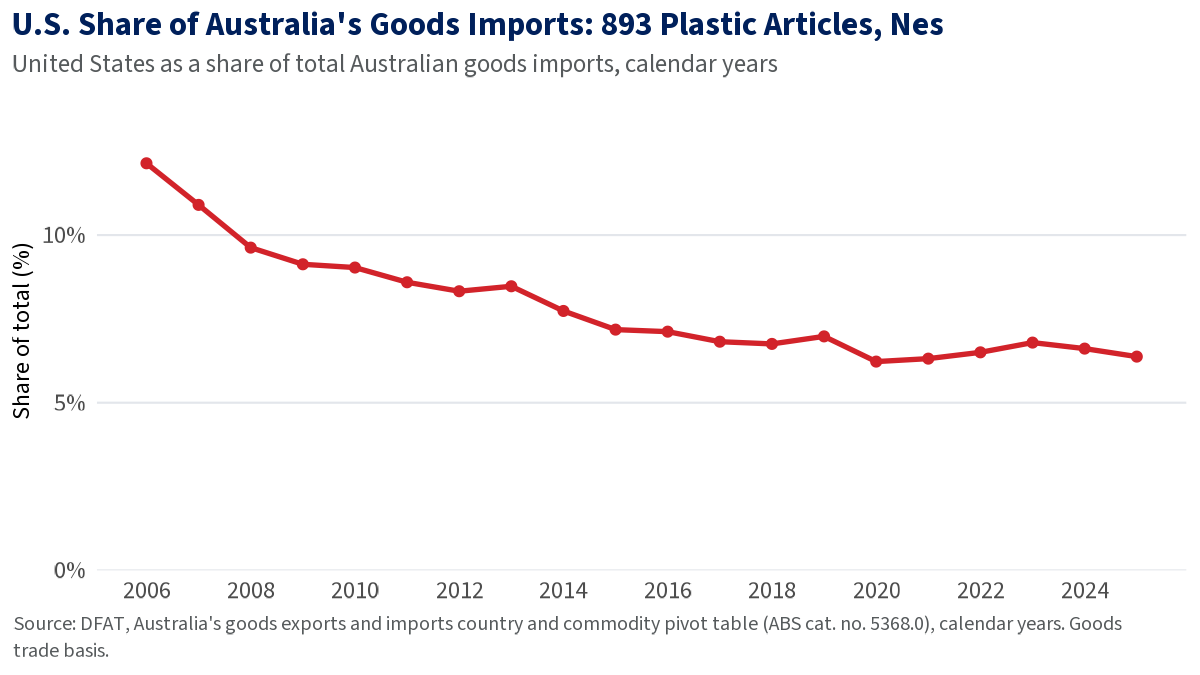 U.S. Share of Australia's Goods Imports: 893 Plastic Articles, Nes
United States as a share of total Australian goods imports, calendar years
Share of total (%)
10%
5%
0%
2006 2008 2010 2012 2014 2016 2018 2020 2022 2024
Source: DFAT, Australia's goods exports and imports country and commodity pivot table (ABS cat. no. 5368.0), calendar years. Goods
trade basis.